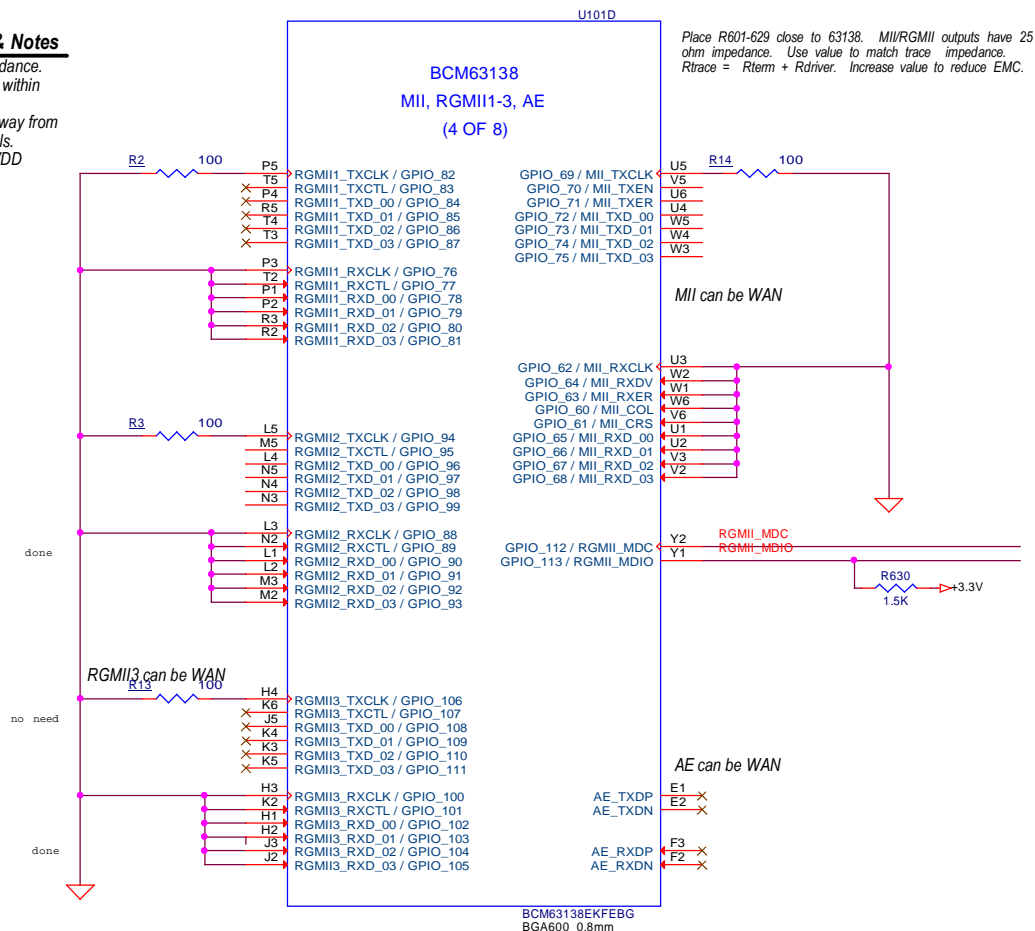 U101D
& Notes
dance.
within
way from
ls.
VDD
Place R601-629 close to 63138. MII/RGMII outputs have 25
ohm impedance. Use value to match trace impedance.
Rtrace = Rterm + Rdriver. Increase value to reduce EMC.
BCM63138
MII, RGMII1-3, AE
(4 OF 8)
R2 100
P5 RGMII1_TXCLK / GPIO_82
T5 RGMII1_TXCTL / GPIO_83
P4 RGMII1_TXD_00 / GPIO_84
R5 RGMII1_TXD_01 / GPIO_85
T4 RGMII1_TXD_02 / GPIO_86
T3 RGMII1_TXD_03 / GPIO_87
P3 RGMII1_RXCLK / GPIO_76
T2 RGMII1_RXCTL / GPIO_77
P1 RGMII1_RXD_00 / GPIO_78
P2 RGMII1_RXD_01 / GPIO_79
R3 RGMII1_RXD_02 / GPIO_80
R2 RGMII1_RXD_03 / GPIO_81
R3 100
L5 RGMII2_TXCLK / GPIO_94
M5 RGMII2_TXCTL / GPIO_95
L4 RGMII2_TXD_00 / GPIO_96
N5 RGMII2_TXD_01 / GPIO_97
N4 RGMII2_TXD_02 / GPIO_98
N3 RGMII2_TXD_03 / GPIO_99
done
L3 RGMII2_RXCLK / GPIO_88
N2 RGMII2_RXCTL / GPIO_89
L1 RGMII2_RXD_00 / GPIO_90
L2 RGMII2_RXD_01 / GPIO_91
M3 RGMII2_RXD_02 / GPIO_92
M2 RGMII2_RXD_03 / GPIO_93
RGMII3 can be WAN
R13 100
no need
H4 RGMII3_TXCLK / GPIO_106
K6 RGMII3_TXCTL / GPIO_107
J5 RGMII3_TXD_00 / GPIO_108
K4 RGMII3_TXD_01 / GPIO_109
K3 RGMII3_TXD_02 / GPIO_110
K5 RGMII3_TXD_03 / GPIO_111
H3 RGMII3_RXCLK / GPIO_100
K2 RGMII3_RXCTL / GPIO_101
H1 RGMII3_RXD_00 / GPIO_102
H2 RGMII3_RXD_01 / GPIO_103
J3 RGMII3_RXD_02 / GPIO_104
J2 RGMII3_RXD_03 / GPIO_105
done
GPIO_69 / MII_TXCLK U5
R14 100
GPIO_70 / MII_TXEN V5
GPIO_71 / MII_TXER U6
GPIO_72 / MII_TXD_00 U4
GPIO_73 / MII_TXD_01 W5
GPIO_74 / MII_TXD_02 W4
GPIO_75 / MII_TXD_03 W3
MII can be WAN
GPIO_62 / MII_RXCLK U3
GPIO_64 / MII_RXDV W2
GPIO_63 / MII_RXER W1
GPIO_60 / MII_COL W6
GPIO_61 / MII_CRS V6
GPIO_65 / MII_RXD_00 U1
GPIO_66 / MII_RXD_01 U2
GPIO_67 / MII_RXD_02 V3
GPIO_68 / MII_RXD_03 V2
GPIO_112 / RGMII_MDC Y2 RGMII_MDC
GPIO_113 / RGMII_MDIO Y1 RGMII_MDIO
R630
1.5K
+3.3V
AE can be WAN
AE_TXDP E1
AE_TXDN E2
AE_RXDP F3
AE_RXDN F2
BCM63138EKFEBG
BGA600_0.8mm